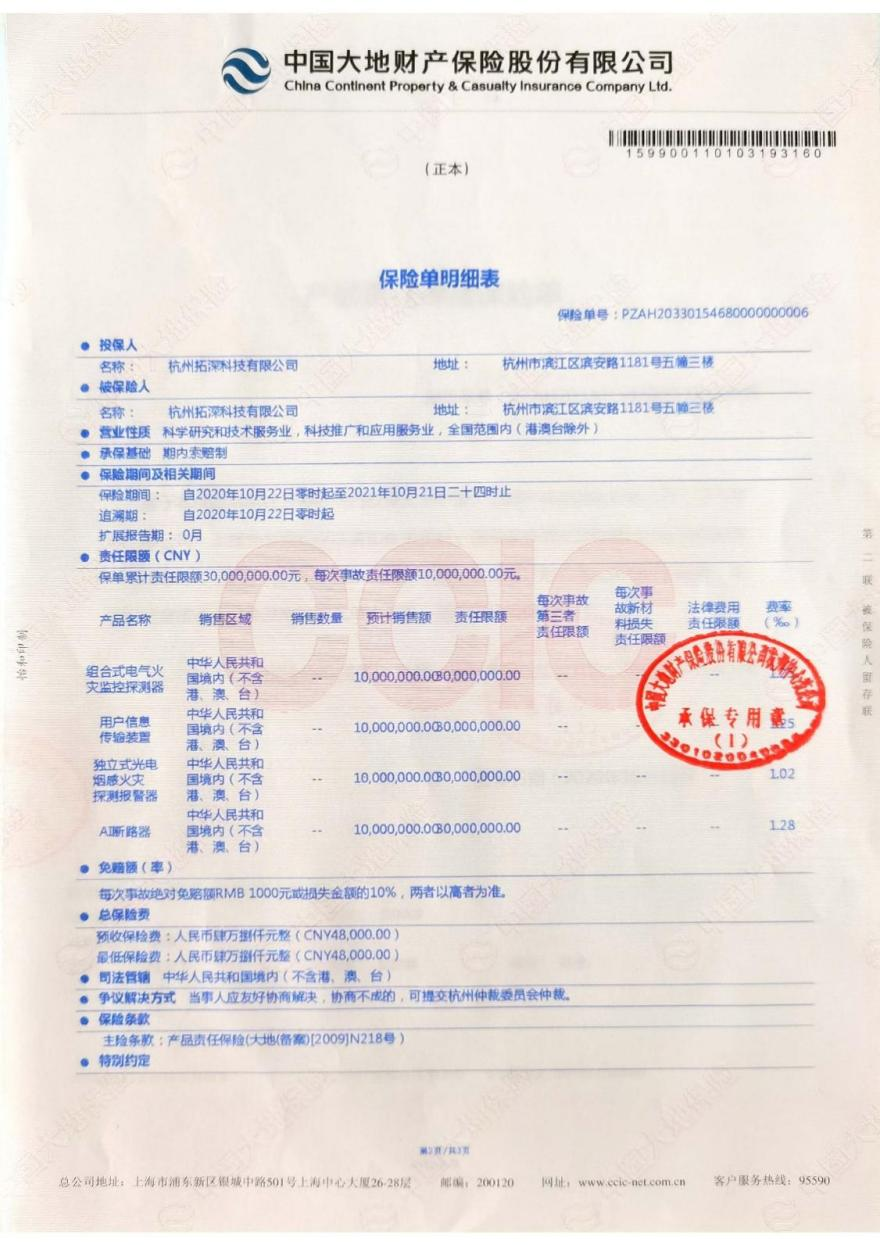 中国大地财产保险股份有限公司
China Continent Property & Casualty Insurance Company Ltd.
159900110103193160
（正本）
保险单明细表
保险单号：PZAH20330154680000000006
● 投保人
名称： 杭州拓深科技有限公司 地址： 杭州市滨江区滨安路1181号五幢三楼
● 被保险人
名称： 杭州拓深科技有限公司 地址： 杭州市滨江区滨安路1181号五幢三楼
● 营业性质 科学研究和技术服务业，科技推广和应用服务业，全国范围内（港澳台除外）
● 承保基础 期内索赔制
● 保险期间及相关期间
保险期间： 自2020年10月22日零时起至2021年10月21日二十四时止
追溯期： 自2020年10月22日零时起
扩展报告期： 0月
● 责任限额（CNY）
保单累计责任限额30,000,000.00元，每次事故责任限额10,000,000.00元。
产品名称 销售区域 销售数量 预计销售额 责任限额 每次事故第三者责任限额 每次事故新材料损失责任限额 法律费用责任限额 费率（‰）
组合式电气火
灾监控探测器 中华人民共和国境内（不含港、澳、台） -- 10,000,000.00 30,000,000.00 -- -- --
用户信息
传输装置 中华人民共和国境内（不含港、澳、台） -- 10,000,000.00 30,000,000.00 --
独立式光电
烟感火灾
探测报警器 中华人民共和国境内（不含港、澳、台） -- 10,000,000.00 30,000,000.00 -- -- -- 1.02
AI断路器 中华人民共和国境内（不含港、澳、台） -- 10,000,000.00 30,000,000.00 -- -- -- 1.28
承保专用章
（1）
● 免赔额（率）
每次事故绝对免赔额RMB 1000元或损失金额的10%，两者以高者为准。
● 总保险费
预收保险费：人民币肆万捌仟元整（CNY48,000.00）
最低保险费：人民币肆万捌仟元整（CNY48,000.00）
● 司法管辖 中华人民共和国境内（不含港、澳、台）
● 争议解决方式 当事人应友好协商解决，协商不成的，可提交杭州仲裁委员会仲裁。
● 保险条款
主险条款：产品责任保险(大地(备案)[2009]N218号）
● 特别约定
CCIC
第二联 被保险人留存联
怡和印制
第2页/共3页
总公司地址：上海市浦东新区银城中路501号上海中心大厦26-28层 邮编：200120 网址：www.ccic-net.com.cn 客户服务热线：95590